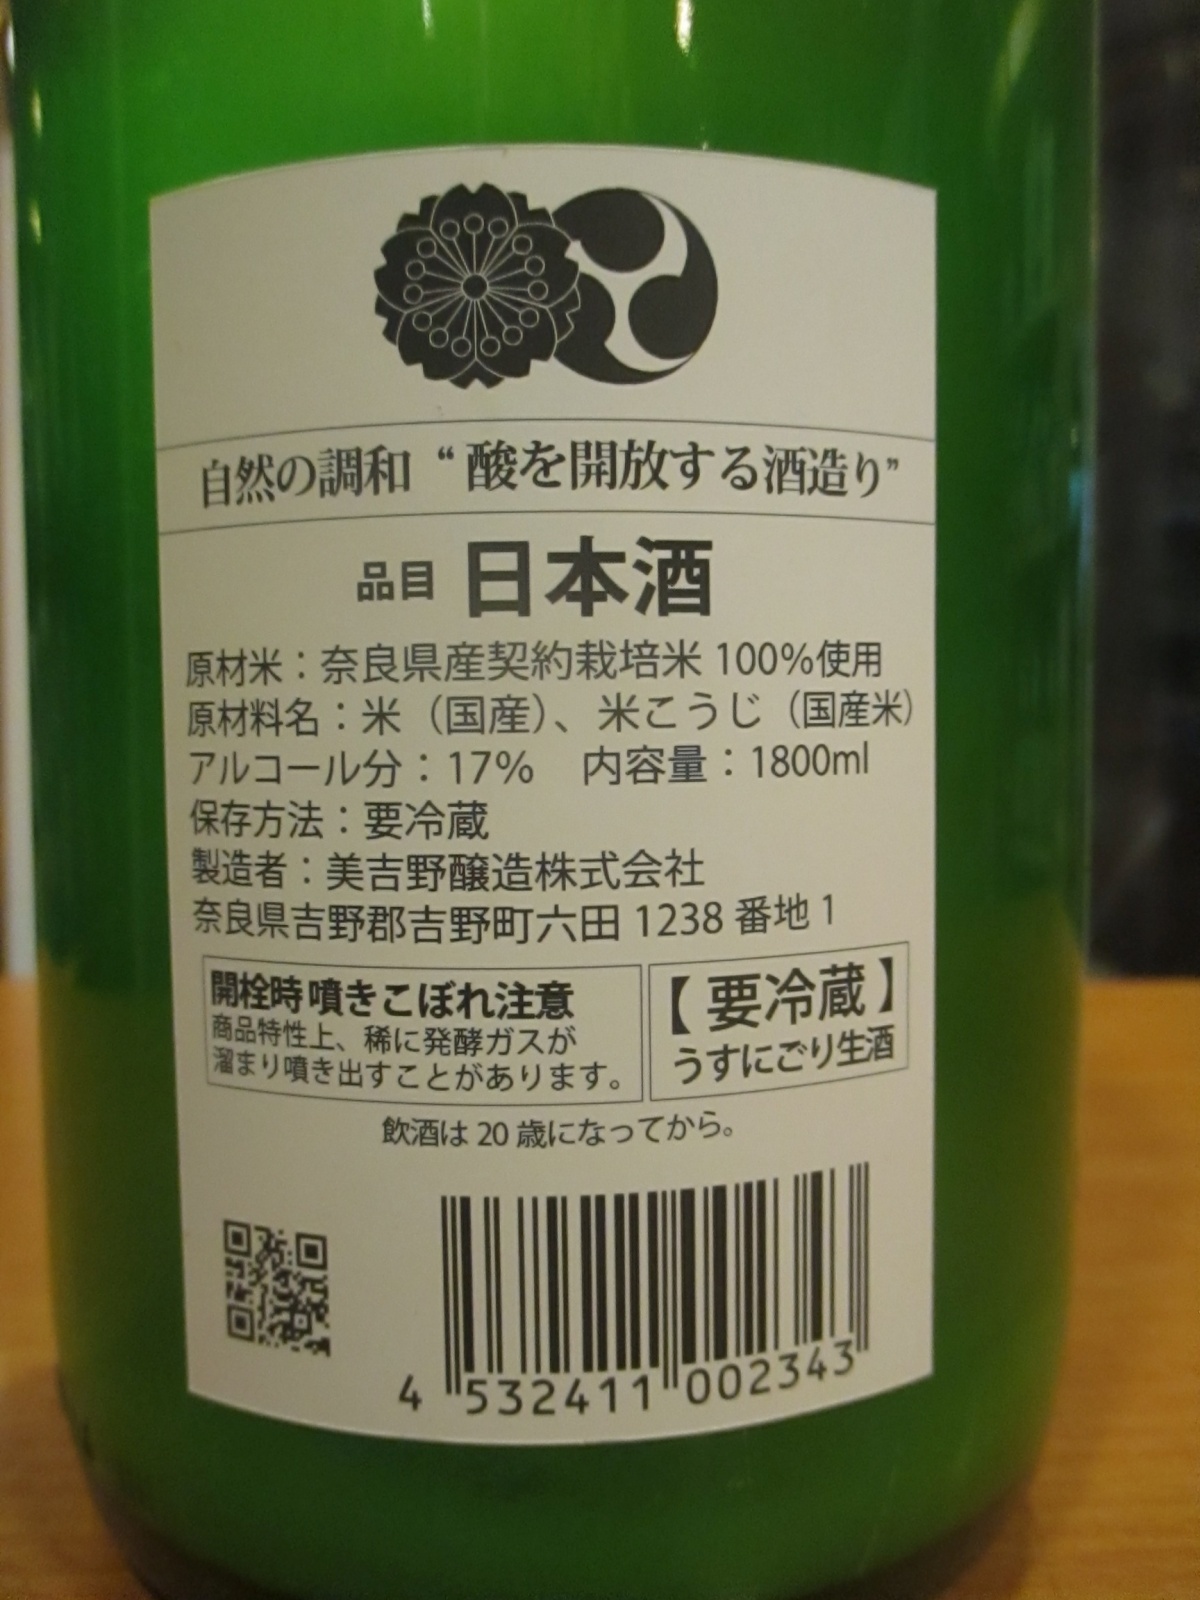 自然の調和 “酸を開放する酒造り”
品目 日本酒
原材米：奈良県産契約栽培米 100%使用
原材料名：米（国産）、米こうじ（国産米）
アルコール分：17%　内容量：1800ml
保存方法：要冷蔵
製造者：美吉野醸造株式会社
奈良県吉野郡吉野町六田 1238 番地 1
開栓時噴きこぼれ注意
商品特性上、稀に発酵ガスが
溜まり噴き出すことがあります。
【要冷蔵】
うすにごり生酒
飲酒は 20 歳になってから。
4 532411 002343